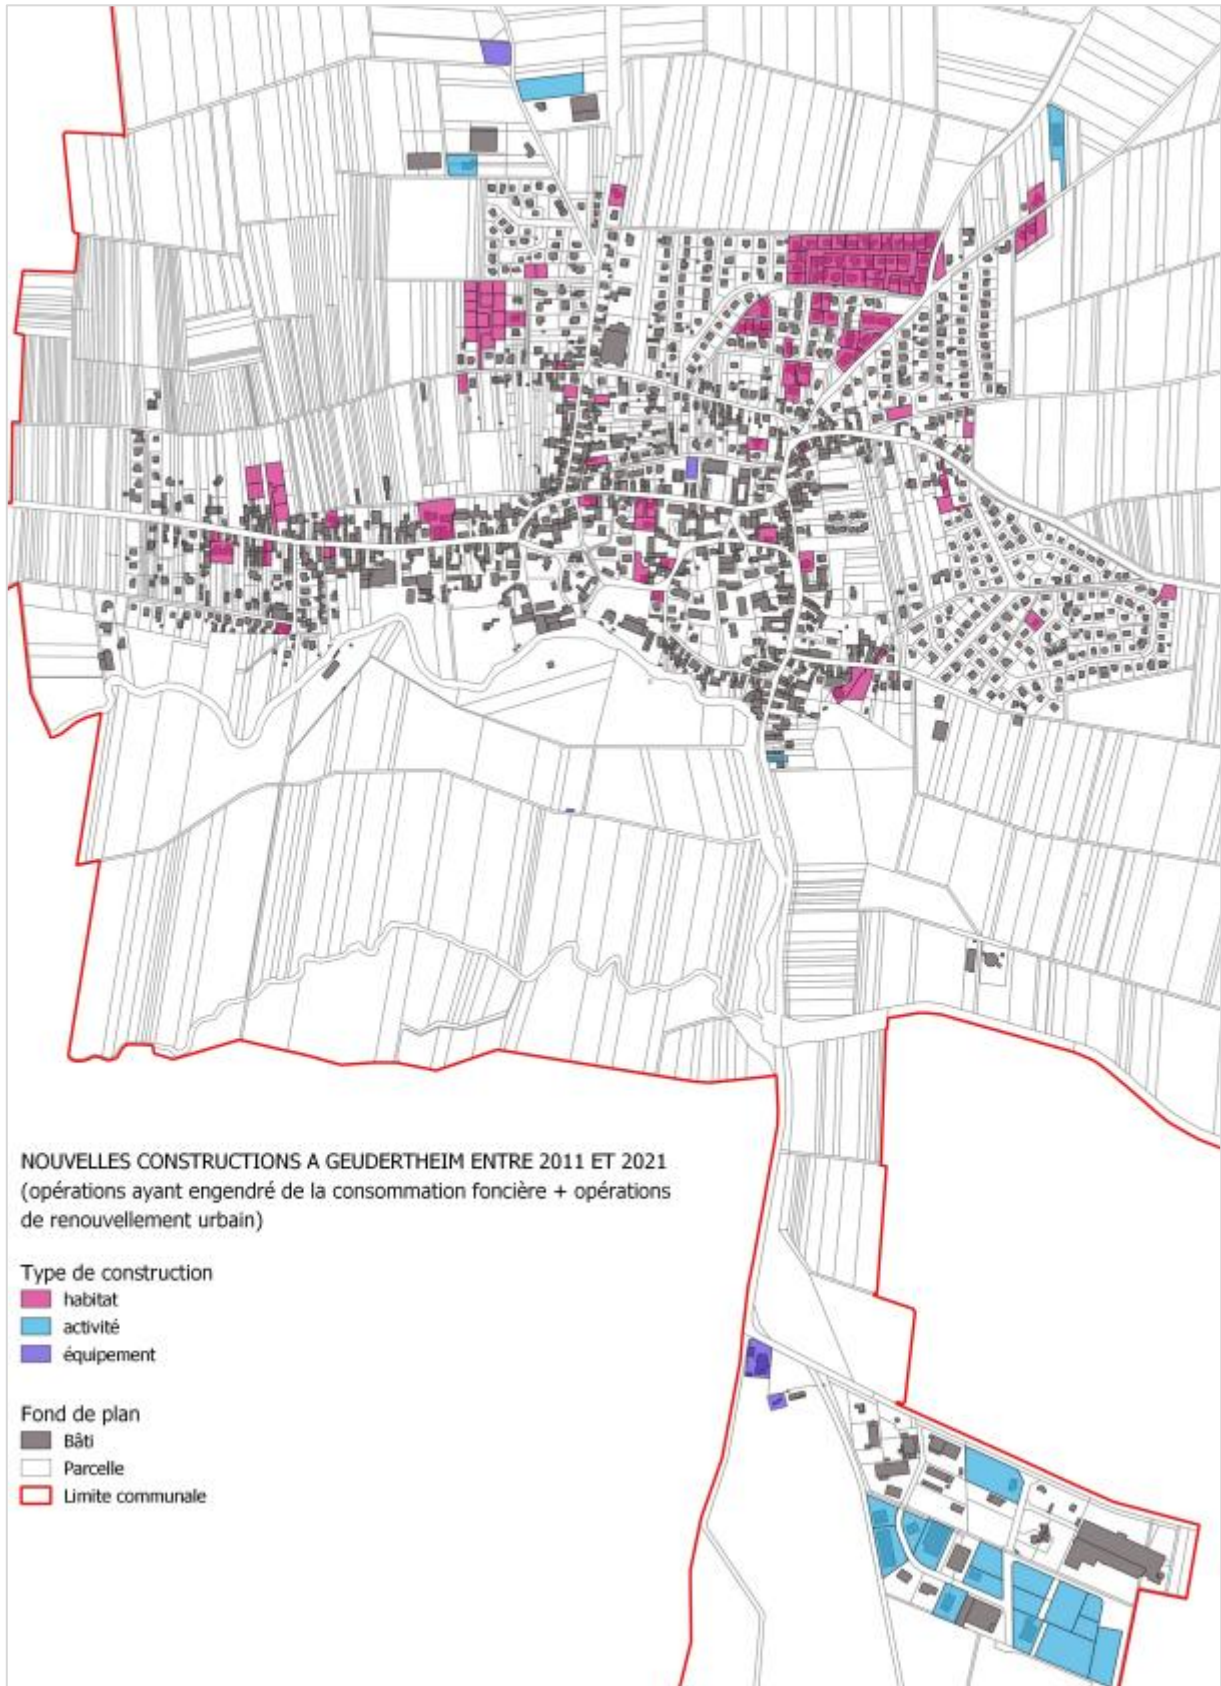 NOUVELLES CONSTRUCTIONS A GEUDERTHEIM ENTRE 2011 ET 2021
(opérations ayant engendré de la consommation foncière + opérations
de renouvellement urbain)
Type de construction
habitat
activité
équipement
Fond de plan
Bâti
Parcelle
Limite communale